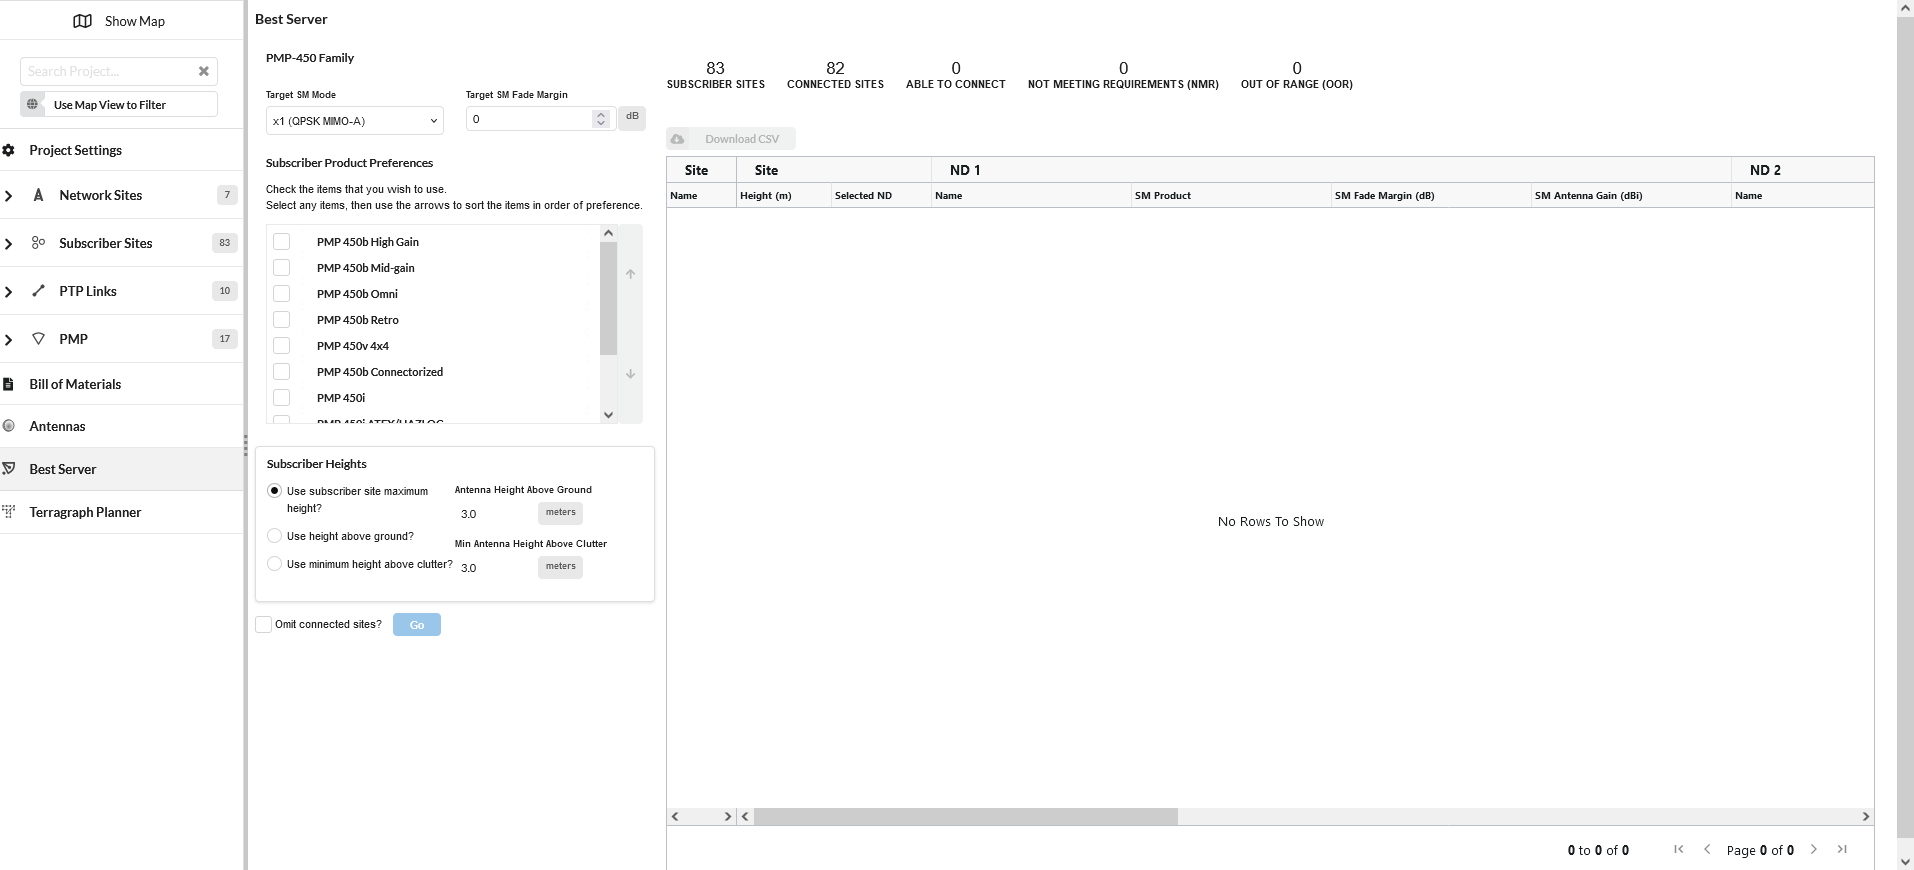 Show Map
Search Project...
Use Map View to Filter
Project Settings
Network Sites 7
Subscriber Sites 83
PTP Links 10
PMP 17
Bill of Materials
Antennas
Best Server
Terragraph Planner
Best Server
PMP-450 Family
Target SM Mode Target SM Fade Margin
x1 (QPSK MIMO-A) 0 dB
Subscriber Product Preferences
Check the items that you wish to use.
Select any items, then use the arrows to sort the items in order of preference.
PMP 450b High Gain
PMP 450b Mid-gain
PMP 450b Omni
PMP 450b Retro
PMP 450v 4x4
PMP 450b Connectorized
PMP 450i
PMP 450i ATEX/HAZLOC
Subscriber Heights
Use subscriber site maximum height?
Use height above ground?
Use minimum height above clutter?
Antenna Height Above Ground
3.0 meters
Min Antenna Height Above Clutter
3.0 meters
Omit connected sites? Go
83 82 0 0 0
SUBSCRIBER SITES CONNECTED SITES ABLE TO CONNECT NOT MEETING REQUIREMENTS (NMR) OUT OF RANGE (OOR)
Download CSV
Site Site ND 1 ND 2
Name Height (m) Selected ND Name SM Product SM Fade Margin (dB) SM Antenna Gain (dBi) Name
No Rows To Show
0 to 0 of 0 Page 0 of 0